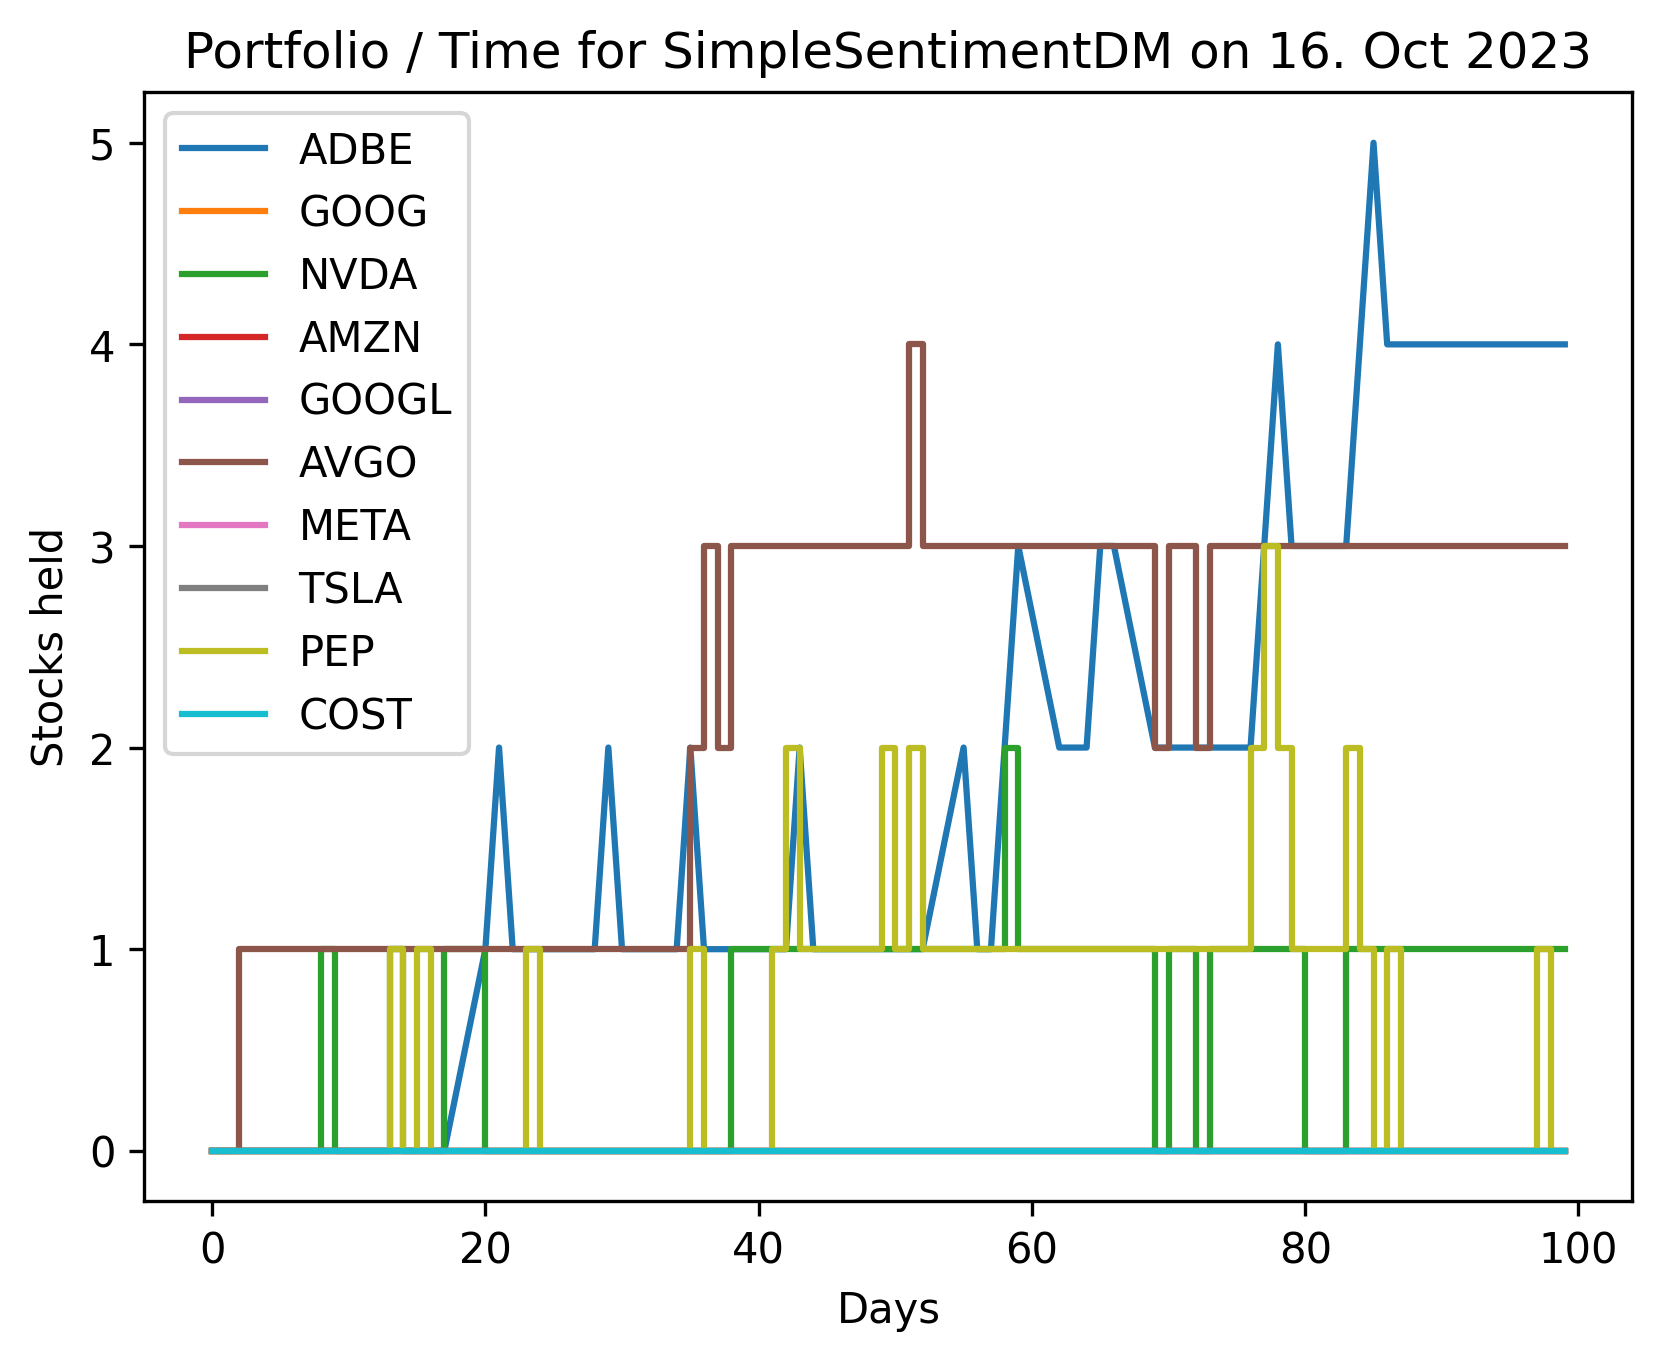 Portfolio / Time for SimpleSentimentDM on 16. Oct 2023
ADBE
GOOG
NVDA
AMZN
GOOGL
AVGO
META
TSLA
PEP
COST
Stocks held
5
4
3
2
1
0
0 20 40 60 80 100
Days